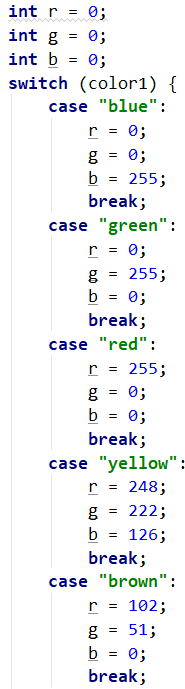 int r = 0;
int g = 0;
int b = 0;
switch (color1) {
    case "blue":
        r = 0;
        g = 0;
        b = 255;
        break;
    case "green":
        r = 0;
        g = 255;
        b = 0;
        break;
    case "red":
        r = 255;
        g = 0;
        b = 0;
        break;
    case "yellow":
        r = 248;
        g = 222;
        b = 126;
        break;
    case "brown":
        r = 102;
        g = 51;
        b = 0;
        break;